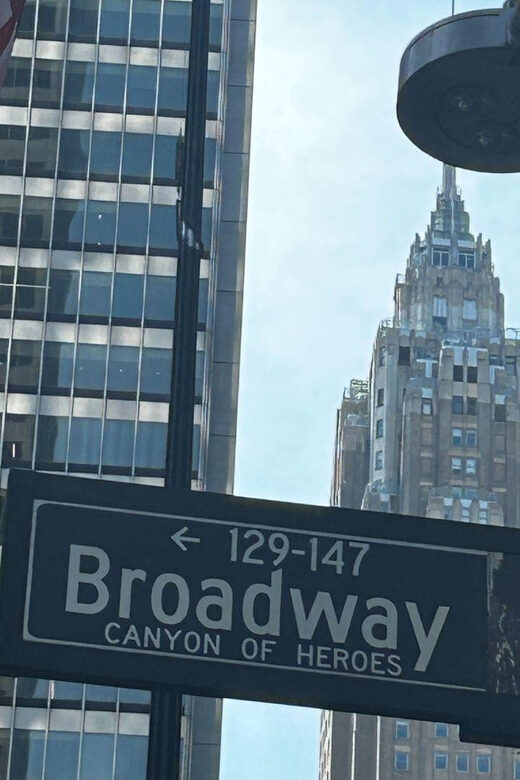 ← 129-147
Broadway
CANYON OF HEROES